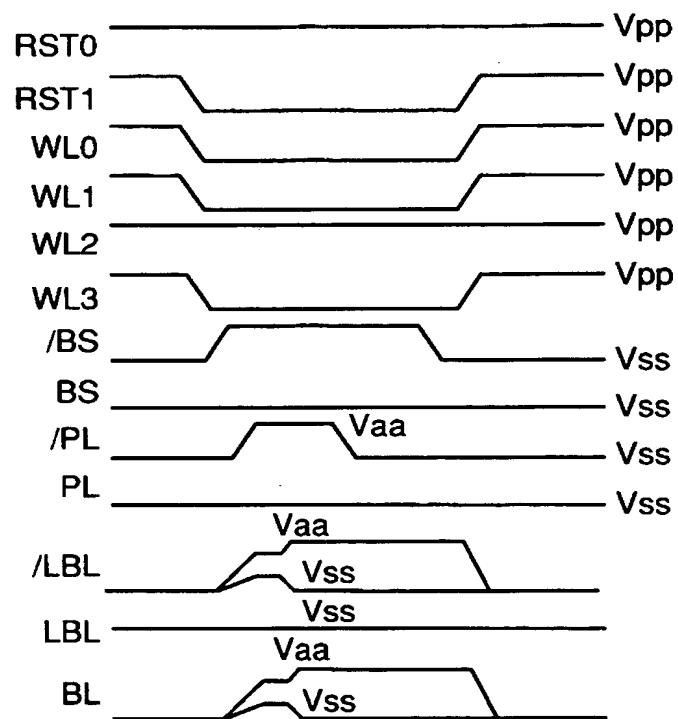 RST0 Vpp
RST1 Vpp
WL0 Vpp
WL1 Vpp
WL2 Vpp
WL3 Vpp
/BS Vss
BS Vss
/PL Vaa Vss
PL Vss
Vaa
/LBL Vss
Vss
LBL
Vaa
BL Vss